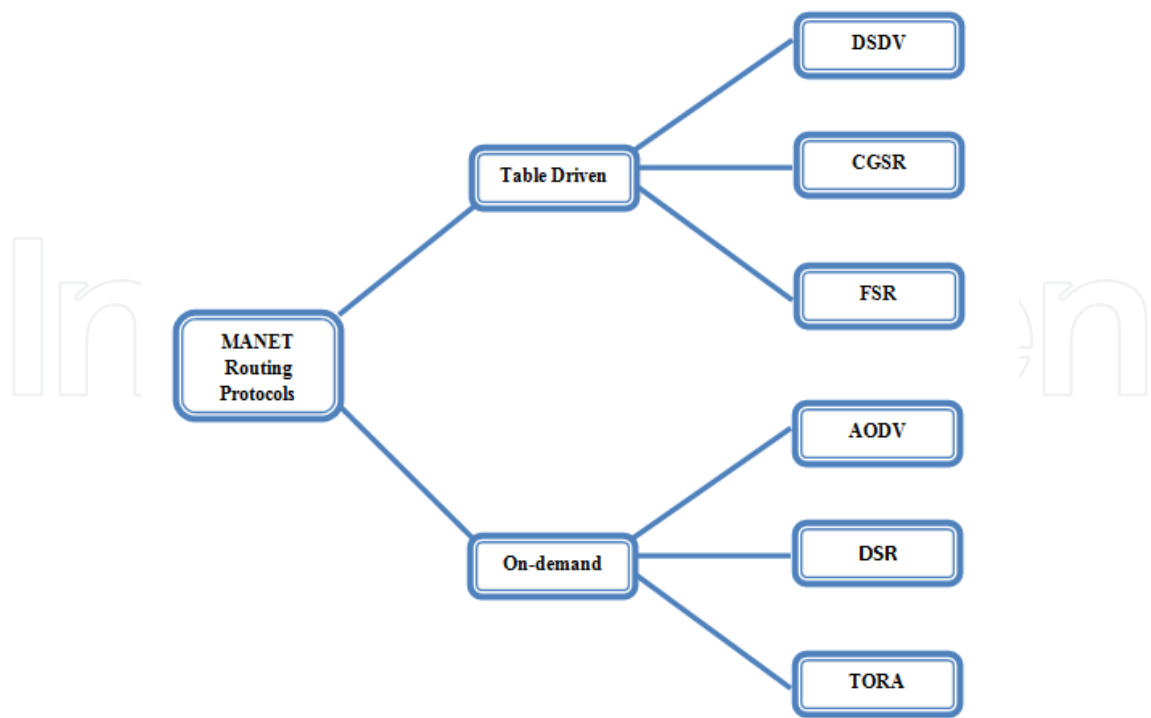 DSDV
Table Driven
CGSR
FSR
MANET
Routing
Protocols
AODV
On-demand
DSR
TORA